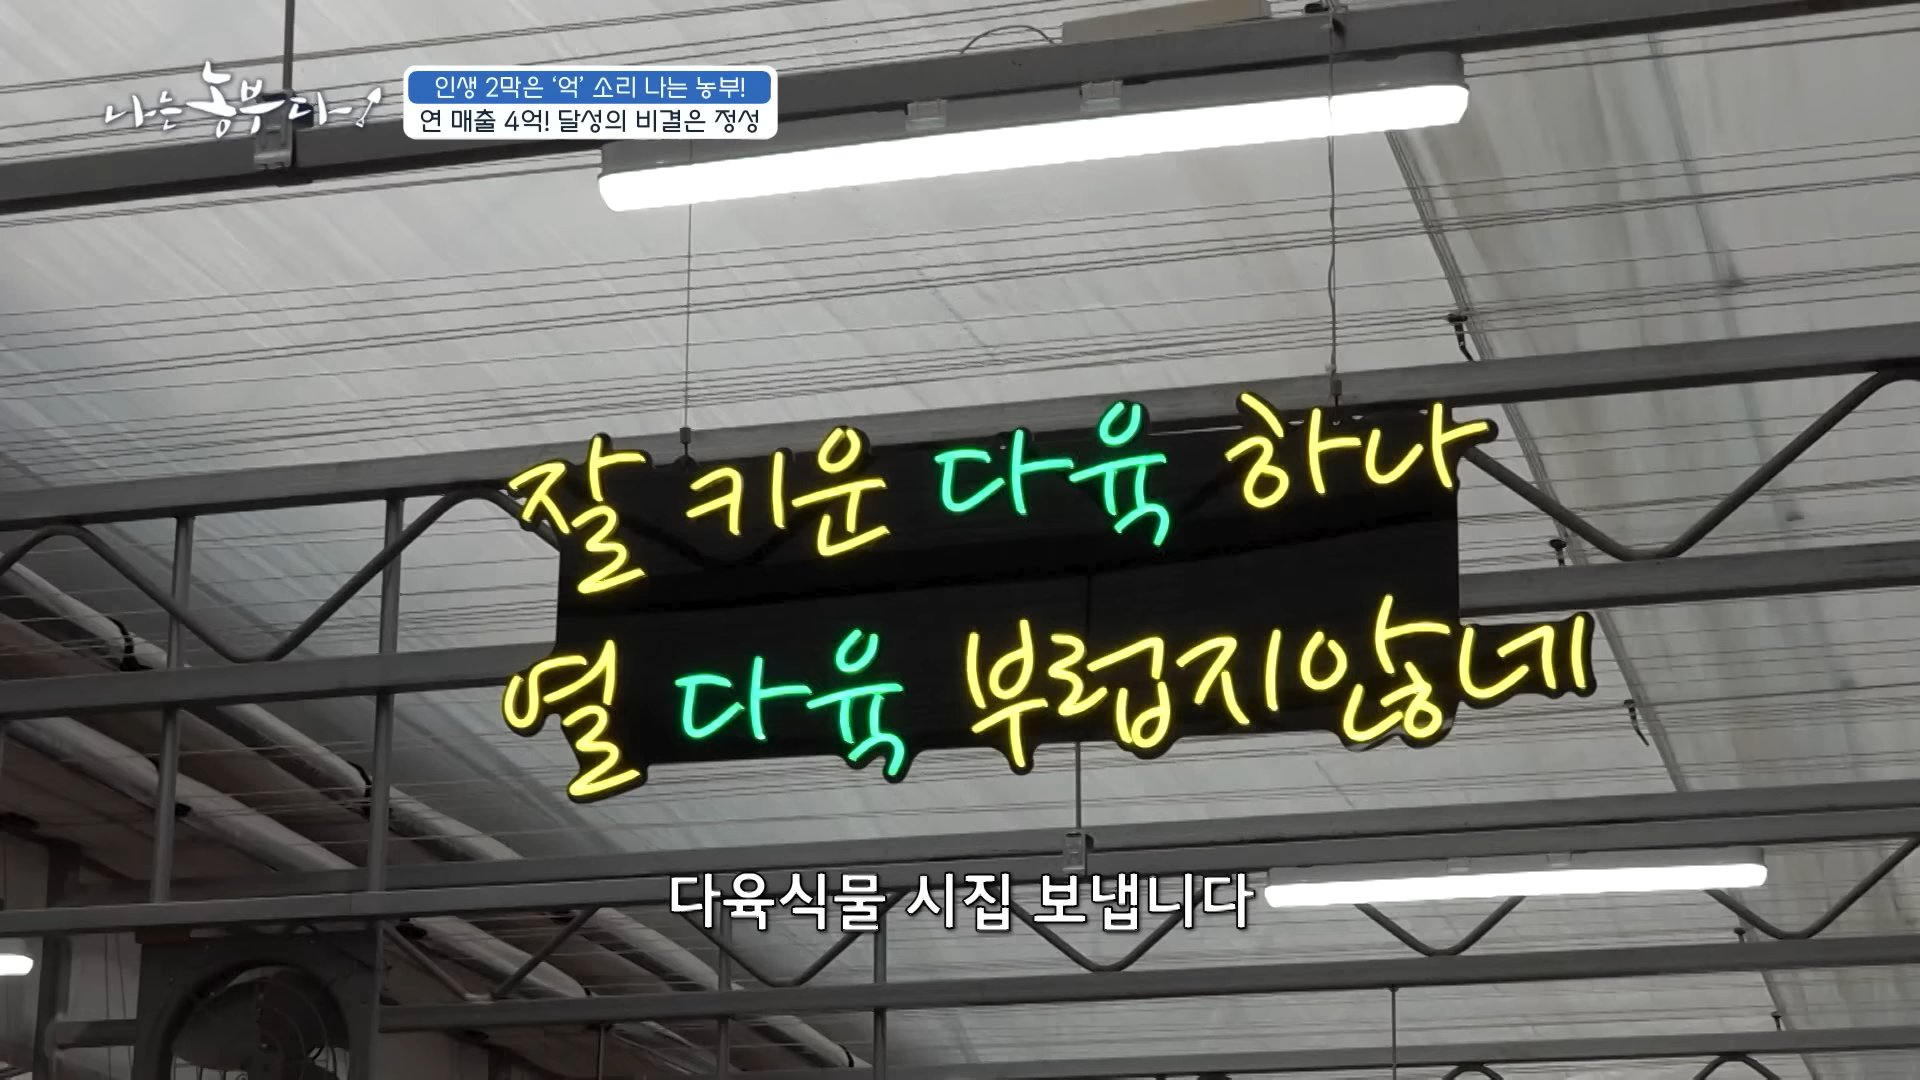 나는 농부다
인생 2막은 ‘억’ 소리 나는 농부!
연 매출 4억! 달성의 비결은 정성
잘 키운 다육 하나
열 다육 부럽지않네
다육식물 시집 보냅니다